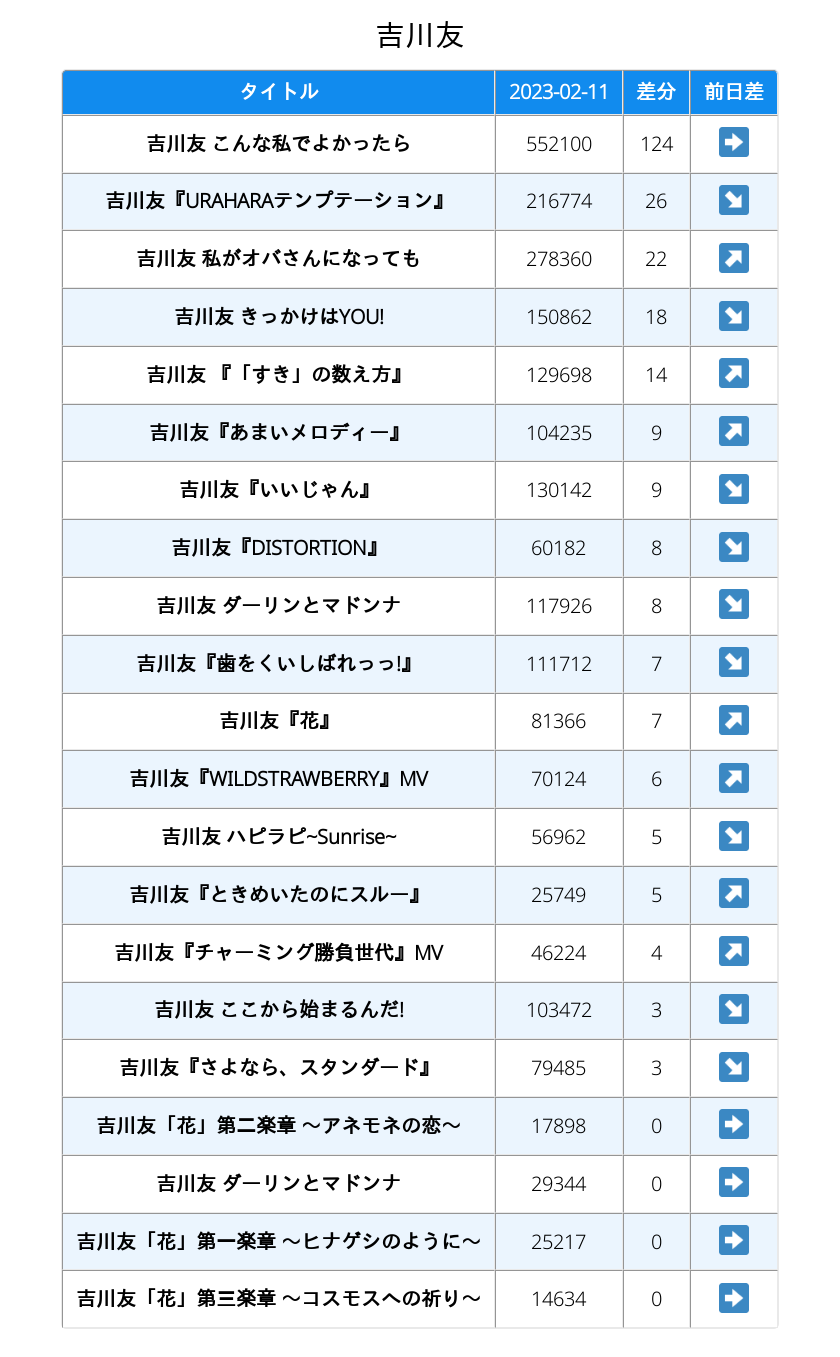 吉川友
タイトル 2023-02-11 差分 前日差
吉川友 こんな私でよかったら 552100 124 ➡
吉川友『URAHARAテンプテーション』 216774 26 ↘
吉川友 私がオバさんになっても 278360 22 ↗
吉川友 きっかけはYOU! 150862 18 ↘
吉川友 『「すき」の数え方』 129698 14 ↗
吉川友『あまいメロディー』 104235 9 ↗
吉川友『いいじゃん』 130142 9 ↘
吉川友『DISTORTION』 60182 8 ↘
吉川友 ダーリンとマドンナ 117926 8 ↘
吉川友『歯をくいしばれっっ!』 111712 7 ↘
吉川友『花』 81366 7 ↗
吉川友『WILDSTRAWBERRY』MV 70124 6 ↗
吉川友 ハピラピ~Sunrise~ 56962 5 ↘
吉川友『ときめいたのにスルー』 25749 5 ↗
吉川友『チャーミング勝負世代』MV 46224 4 ↗
吉川友 ここから始まるんだ! 103472 3 ↘
吉川友『さよなら、スタンダード』 79485 3 ↘
吉川友「花」第二楽章 ～アネモネの恋～ 17898 0 ➡
吉川友 ダーリンとマドンナ 29344 0 ➡
吉川友「花」第一楽章 ～ヒナゲシのように～ 25217 0 ➡
吉川友「花」第三楽章 ～コスモスへの祈り～ 14634 0 ➡